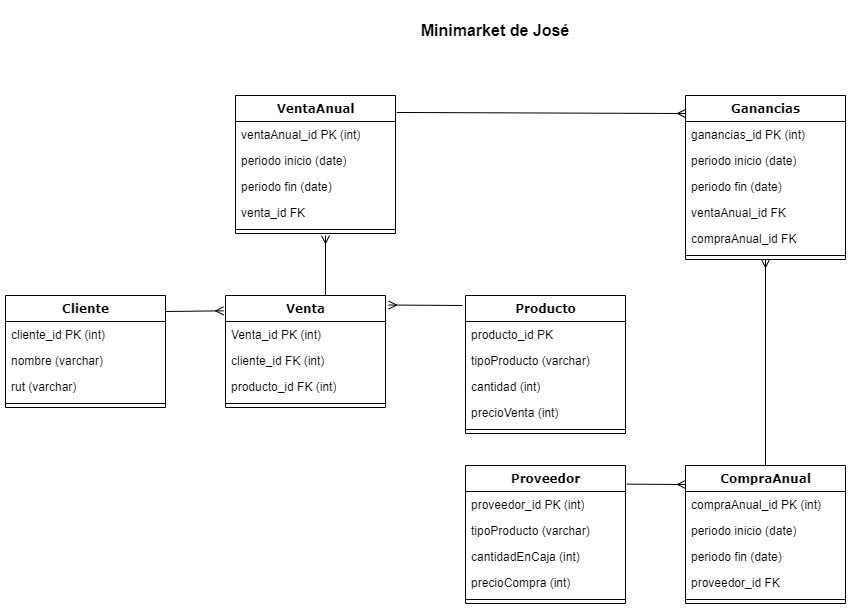 Minimarket de José
VentaAnual
ventaAnual_id PK (int)
periodo inicio (date)
periodo fin (date)
venta_id FK
Ganancias
ganancias_id PK (int)
periodo inicio (date)
periodo fin (date)
ventaAnual_id FK
compraAnual_id FK
Cliente
cliente_id PK (int)
nombre (varchar)
rut (varchar)
Venta
Venta_id PK (int)
cliente_id FK (int)
producto_id FK (int)
Producto
producto_id PK
tipoProducto (varchar)
cantidad (int)
precioVenta (int)
Proveedor
proveedor_id PK (int)
tipoProducto (varchar)
cantidadEnCaja (int)
precioCompra (int)
CompraAnual
compraAnual_id PK (int)
periodo inicio (date)
periodo fin (date)
proveedor_id FK